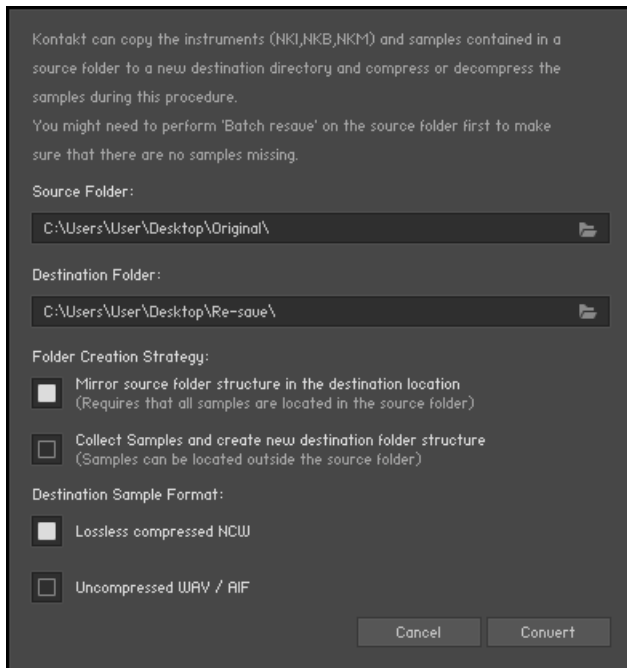 Kontakt can copy the instruments (NKI,NKB,NKM) and samples contained in a
source folder to a new destination directory and compress or decompress the
samples during this procedure.
You might need to perform 'Batch resave' on the source folder first to make
sure that there are no samples missing.
Source Folder:
C:\Users\User\Desktop\Original\
Destination Folder:
C:\Users\User\Desktop\Re-save\
Folder Creation Strategy:
Mirror source folder structure in the destination location
(Requires that all samples are located in the source folder)
Collect Samples and create new destination folder structure
(Samples can be located outside the source folder)
Destination Sample Format:
Lossless compressed NCW
Uncompressed WAV / AIF
Cancel Convert